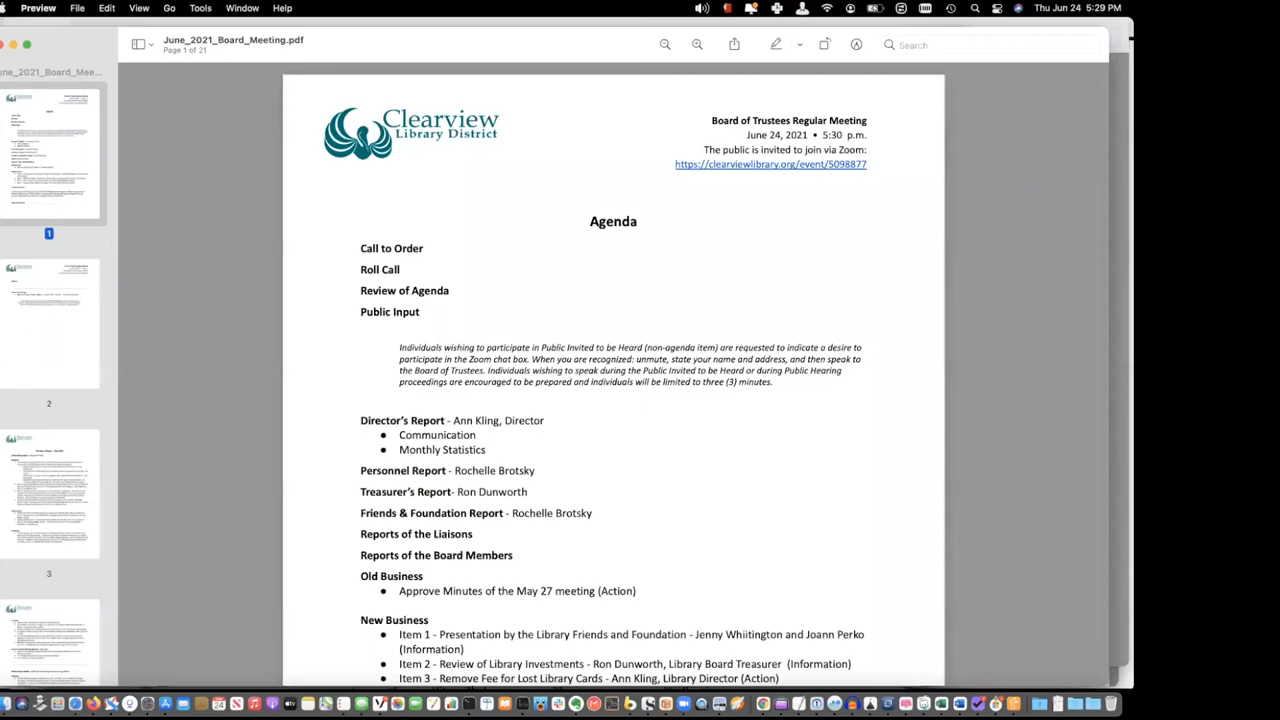 Preview File Edit View Go Tools Window Help Thu Jun 24 5:29 PM
June_2021_Board_Meeting.pdf
Page 1 of 21
Search
une_2021_Board_Mee...
1
2
3
Clearview
Library District
Board of Trustees Regular Meeting
June 24, 2021 • 5:30 p.m.
The public is invited to join via Zoom:
https://clearviewlibrary.org/event/5098877
Agenda
Call to Order
Roll Call
Review of Agenda
Public Input
Individuals wishing to participate in Public Invited to be Heard (non-agenda item) are requested to indicate a desire to
participate in the Zoom chat box. When you are recognized: unmute, state your name and address, and then speak to
the Board of Trustees. Individuals wishing to speak during the Public Invited to be Heard or during Public Hearing
proceedings are encouraged to be prepared and individuals will be limited to three (3) minutes.
Director's Report - Ann Kling, Director
● Communication
● Monthly Statistics
Personnel Report - Rochelle Brotsky
Treasurer's Report- Ron Dunworth
Friends & Foundation Report - Rochelle Brotsky
Reports of the Liaisons
Reports of the Board Members
Old Business
● Approve Minutes of the May 27 meeting (Action)
New Business
● Item 1 - Presentation by the Library Friends and Foundation - Jenny Whittington and Joann Perko
(Information)
● Item 2 - Review of Library Investments - Ron Dunworth, Library Board Treasurer (Information)
● Item 3 - Remove Fee for Lost Library Cards - Ann Kling, Library Director (Action)